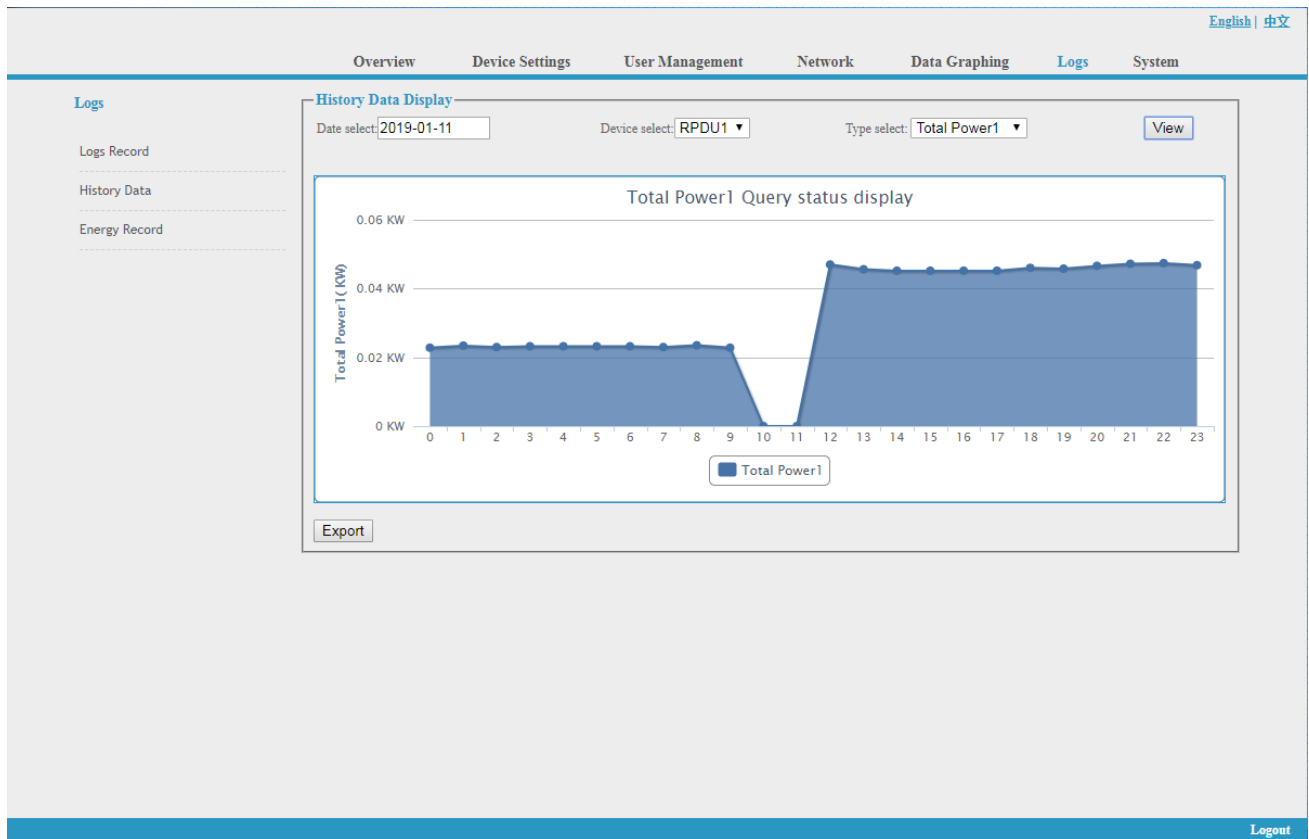 English | 中文
Overview Device Settings User Management Network Data Graphing Logs System
Logs
Logs Record
History Data
Energy Record
History Data Display
Date select: 2019-01-11 Device select: RPDU1 ▼ Type select: Total Power1 ▼ View
Total Power1 Query status display
Total Power1( KW)
0.06 KW
0.04 KW
0.02 KW
0 KW
0 1 2 3 4 5 6 7 8 9 10 11 12 13 14 15 16 17 18 19 20 21 22 23
Total Power1
Export
Logout